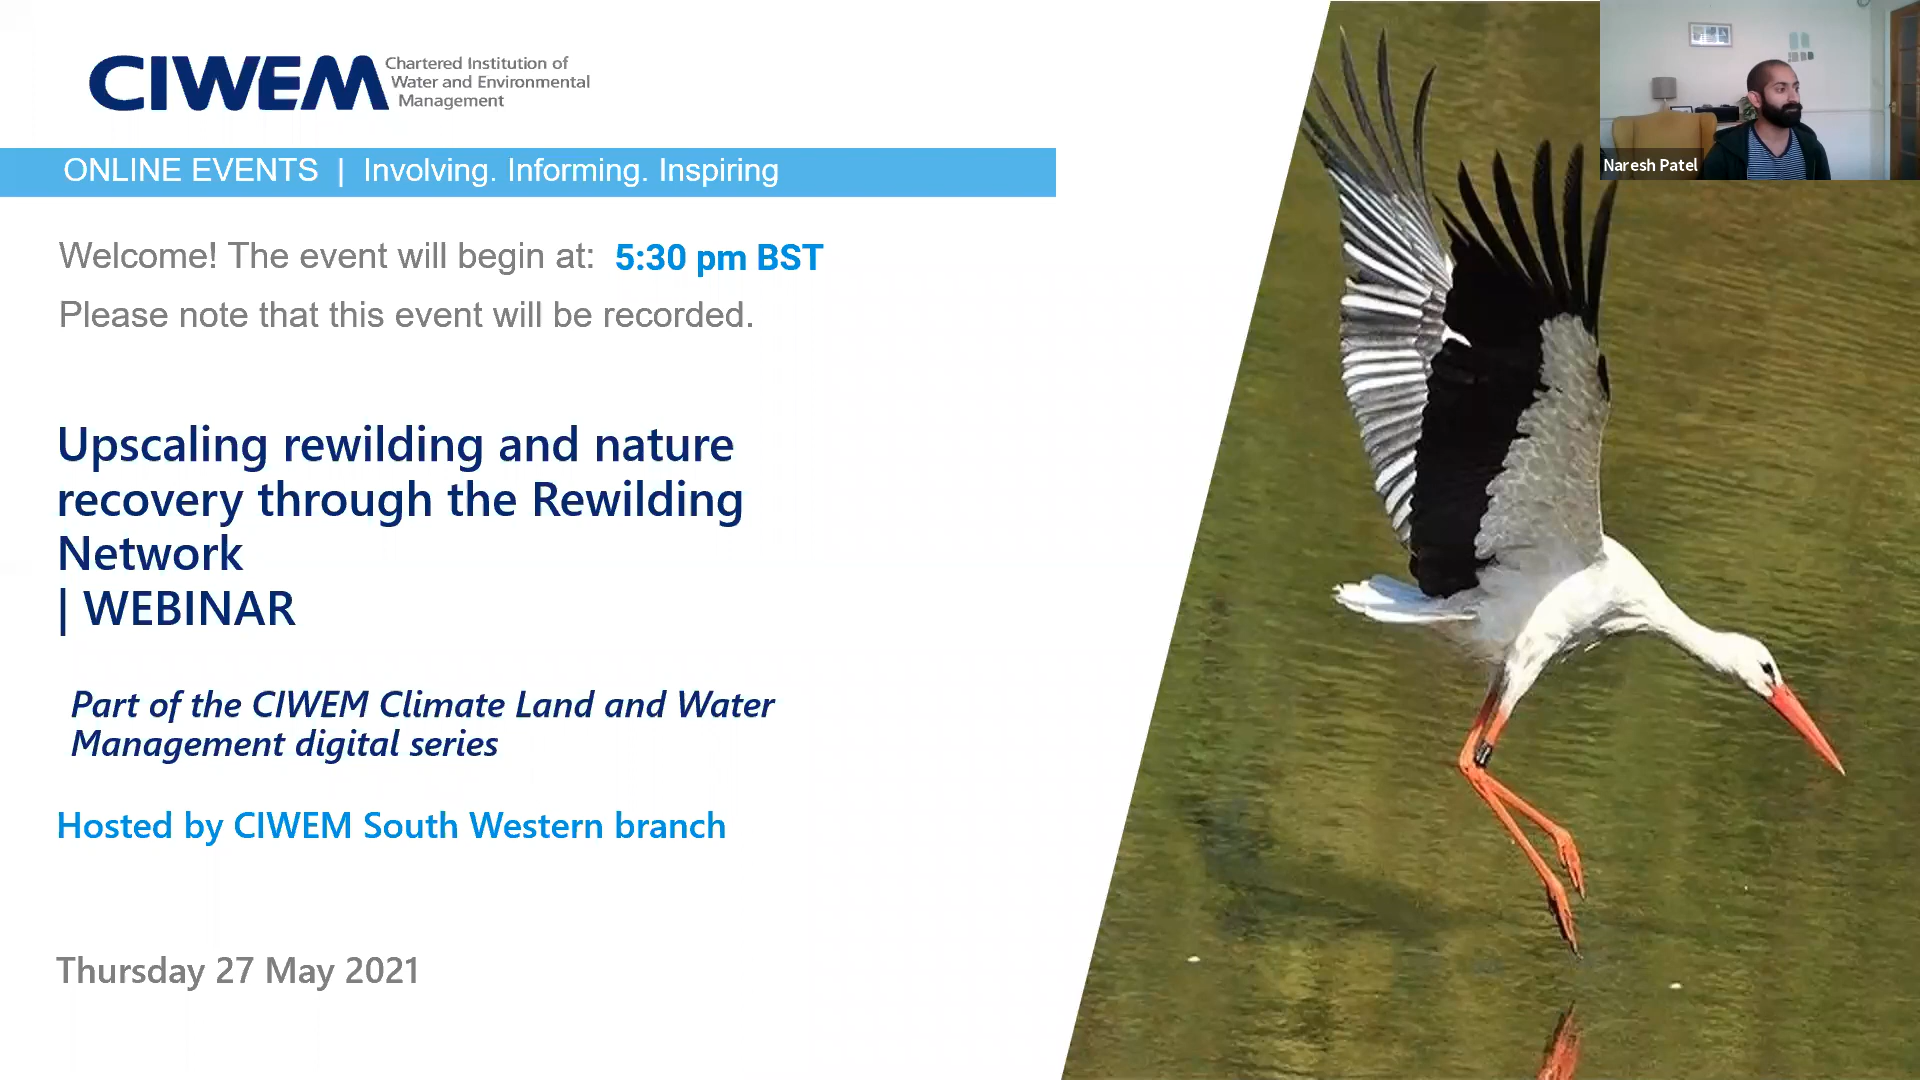 CIWEM
Chartered Institution of
Water and Environmental
Management
ONLINE EVENTS | Involving. Informing. Inspiring
Welcome! The event will begin at: 5:30 pm BST
Please note that this event will be recorded.
Upscaling rewilding and nature
recovery through the Rewilding
Network
| WEBINAR
Part of the CIWEM Climate Land and Water
Management digital series
Hosted by CIWEM South Western branch
Thursday 27 May 2021
Naresh Patel